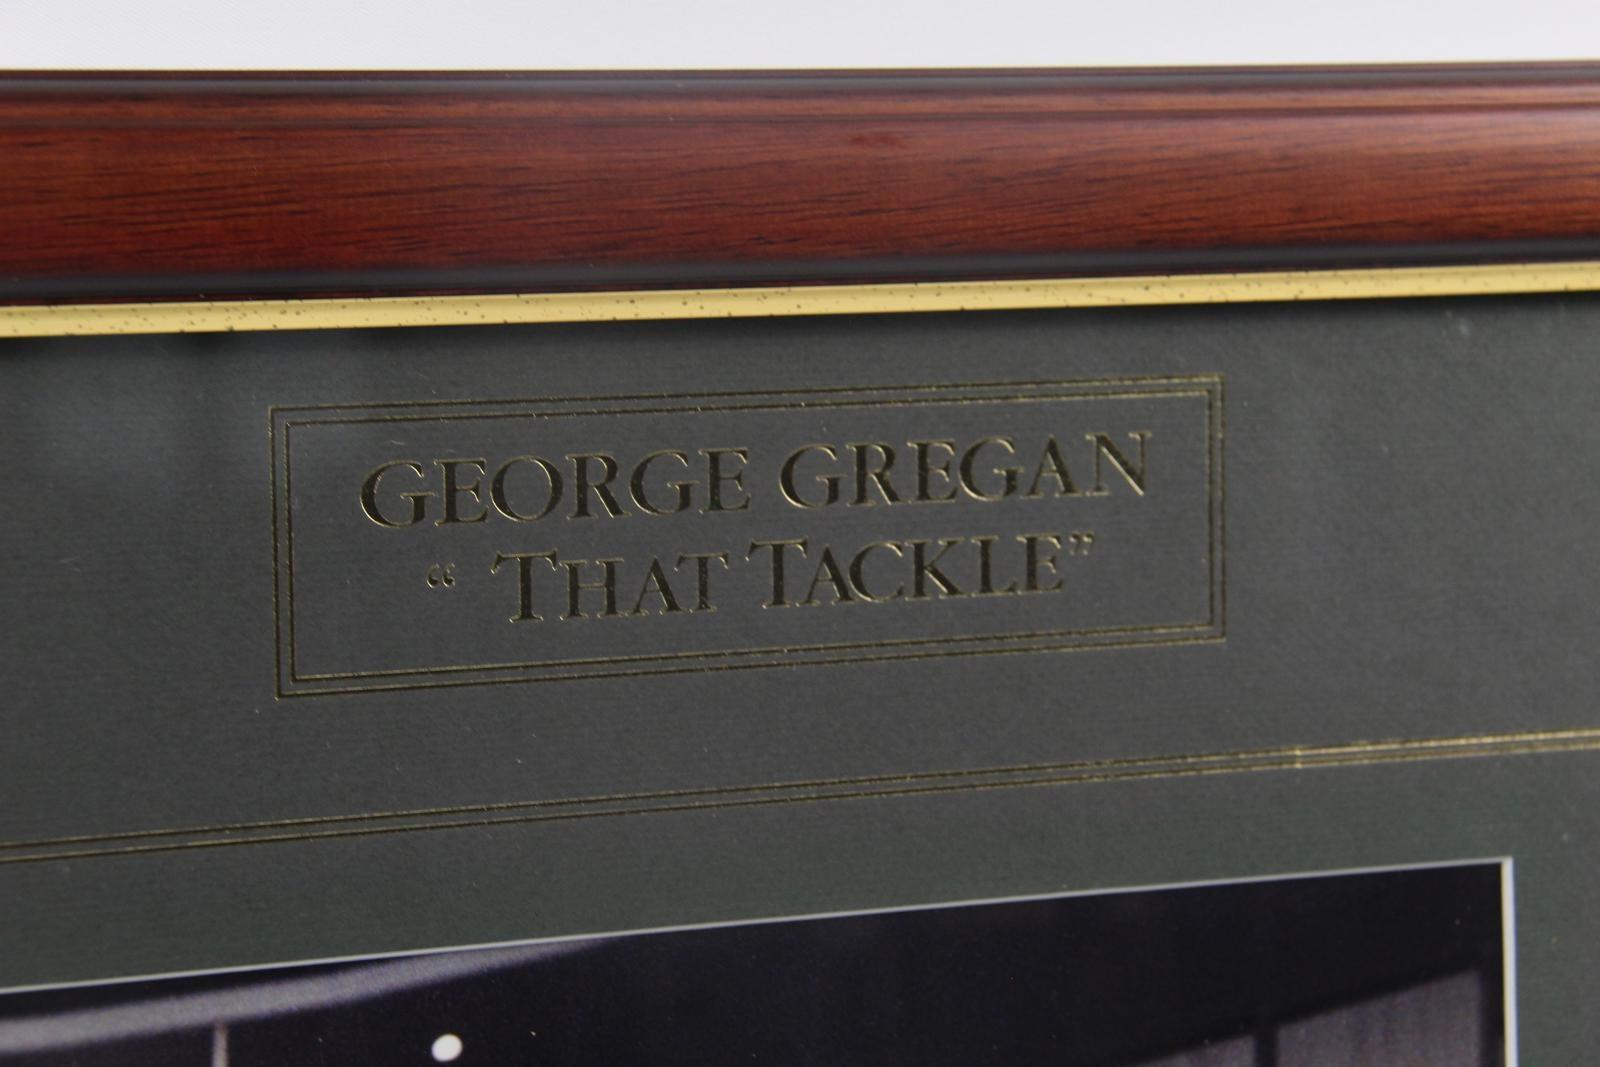 GEORGE GREGAN
“ THAT TACKLE”